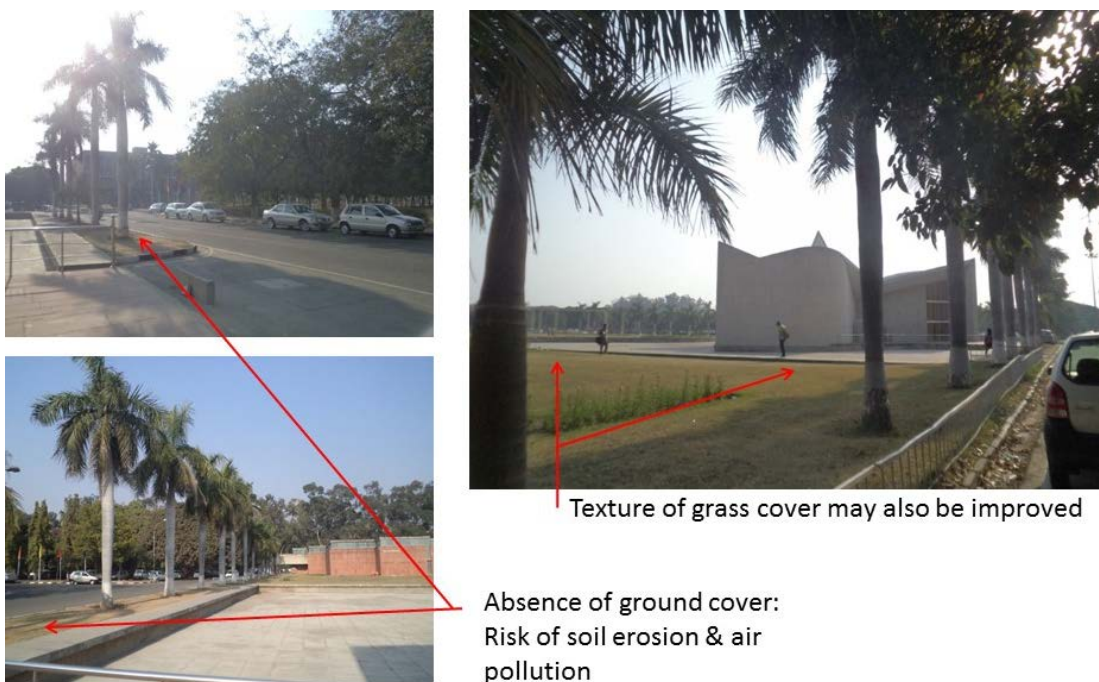 Texture of grass cover may also be improved
Absence of ground cover:
Risk of soil erosion & air
pollution